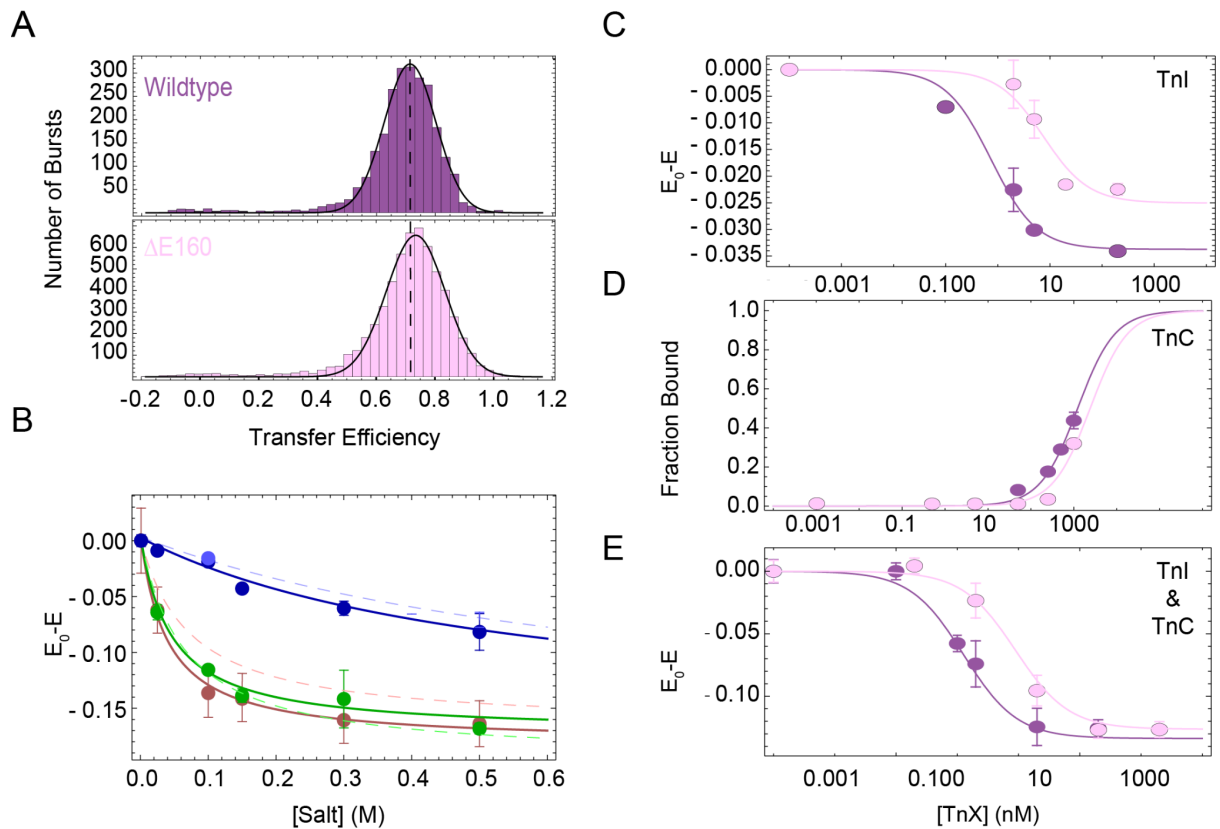 A
Number of Bursts
300
250
200
150
100
50
Wildtype
600
500
400
300
200
100
ΔE160
-0.2 0.0 0.2 0.4 0.6 0.8 1.0 1.2
Transfer Efficiency
B
E₀-E
0.00
- 0.05
- 0.10
- 0.15
0.0 0.1 0.2 0.3 0.4 0.5 0.6
[Salt] (M)
C
E₀-E
0.000
- 0.005
- 0.010
- 0.015
- 0.020
- 0.025
- 0.030
- 0.035
TnI
0.001 0.100 10 1000
D
Fraction Bound
1.0
0.8
0.6
0.4
0.2
0.0
TnC
0.001 0.1 10 1000
E
E₀-E
0.00
- 0.05
- 0.10
TnI
&
TnC
0.001 0.100 10 1000
[TnX] (nM)